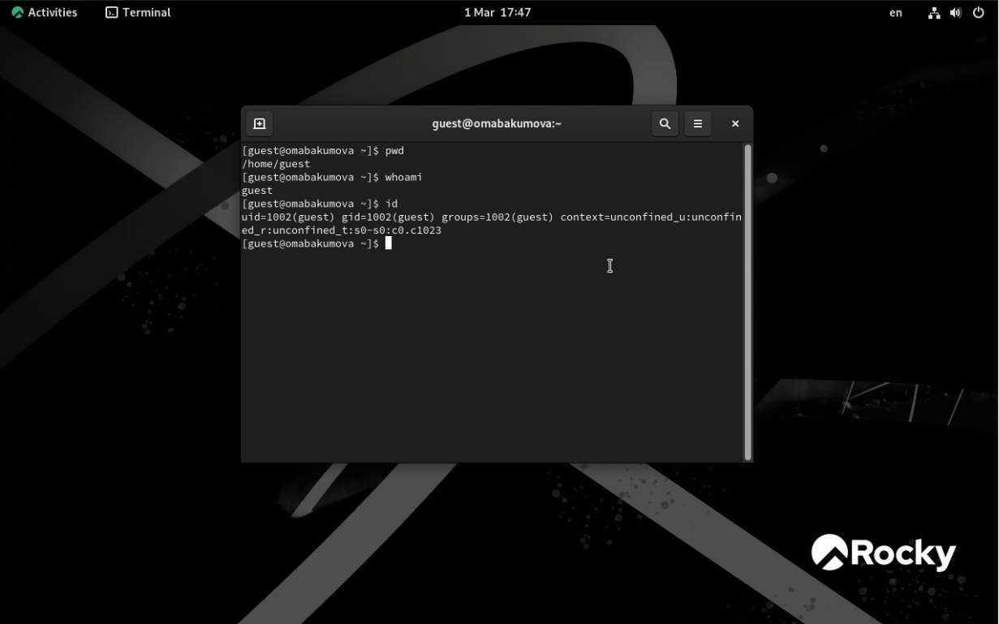 Activities Terminal 1 Mar 17:47 en
guest@omabakumova:~
[guest@omabakumova ~]$ pwd
/home/guest
[guest@omabakumova ~]$ whoami
guest
[guest@omabakumova ~]$ id
uid=1002(guest) gid=1002(guest) groups=1002(guest) context=unconfined_u:unconfin
ed_r:unconfined_t:s0-s0:c0.c1023
[guest@omabakumova ~]$
Rocky